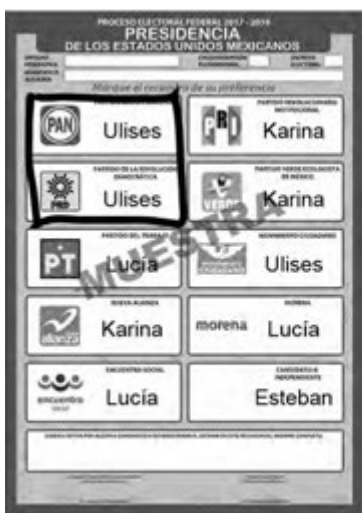 PROCESO ELECTORAL FEDERAL 2017 - 2018
PRESIDENCIA
DE LOS ESTADOS UNIDOS MEXICANOS
Marque el recuadro de su preferencia
PAN
Ulises
PARTIDO REVOLUCIONARIO
INSTITUCIONAL
PRI
Karina
PARTIDO DE LA REVOLUCIÓN
DEMOCRÁTICA
PRD
Ulises
PARTIDO VERDE ECOLOGISTA
DE MÉXICO
VERDE
Karina
MUESTRA
PARTIDO DEL TRABAJO
PT
Lucía
MOVIMIENTO CIUDADANO
Ulises
NUEVA ALIANZA
Karina
MORENA
morena
Lucía
ENCUENTRO SOCIAL
encuentro
social
Lucía
CANDIDATO/A
INDEPENDIENTE
Esteban